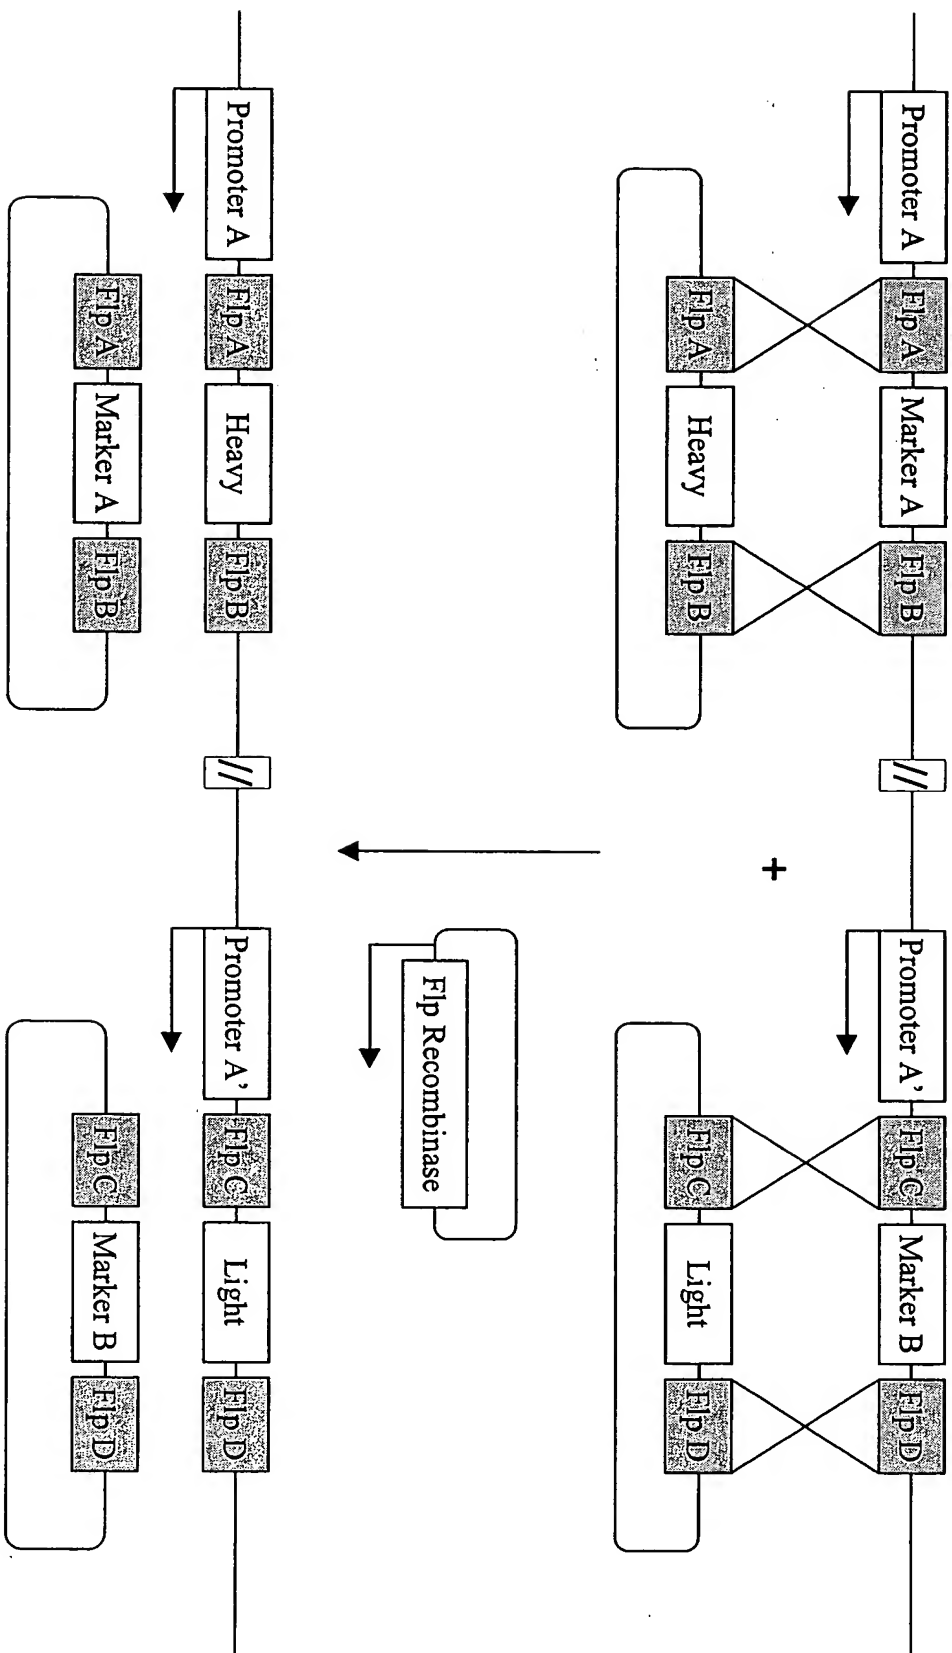 Promoter A Flp A Marker A Flp B // Promoter A' Flp C Marker B Flp D
Flp A Heavy Flp B + Flp C Light Flp D
Flp Recombinase
Promoter A Flp A Heavy Flp B // Promoter A' Flp C Light Flp D
Flp A Marker A Flp B Flp C Marker B Flp D